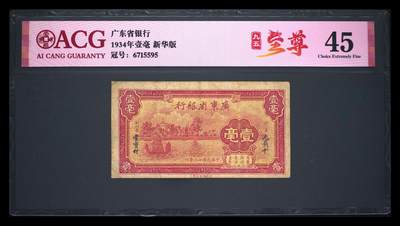 ACG
AI CANG GUARANTY
广东省银行
1934年壹毫 新华版
冠号：6715595
九五至尊
45
Choice Extremely Fine
壹毫 壹毫
行銀省東廣
毫壹